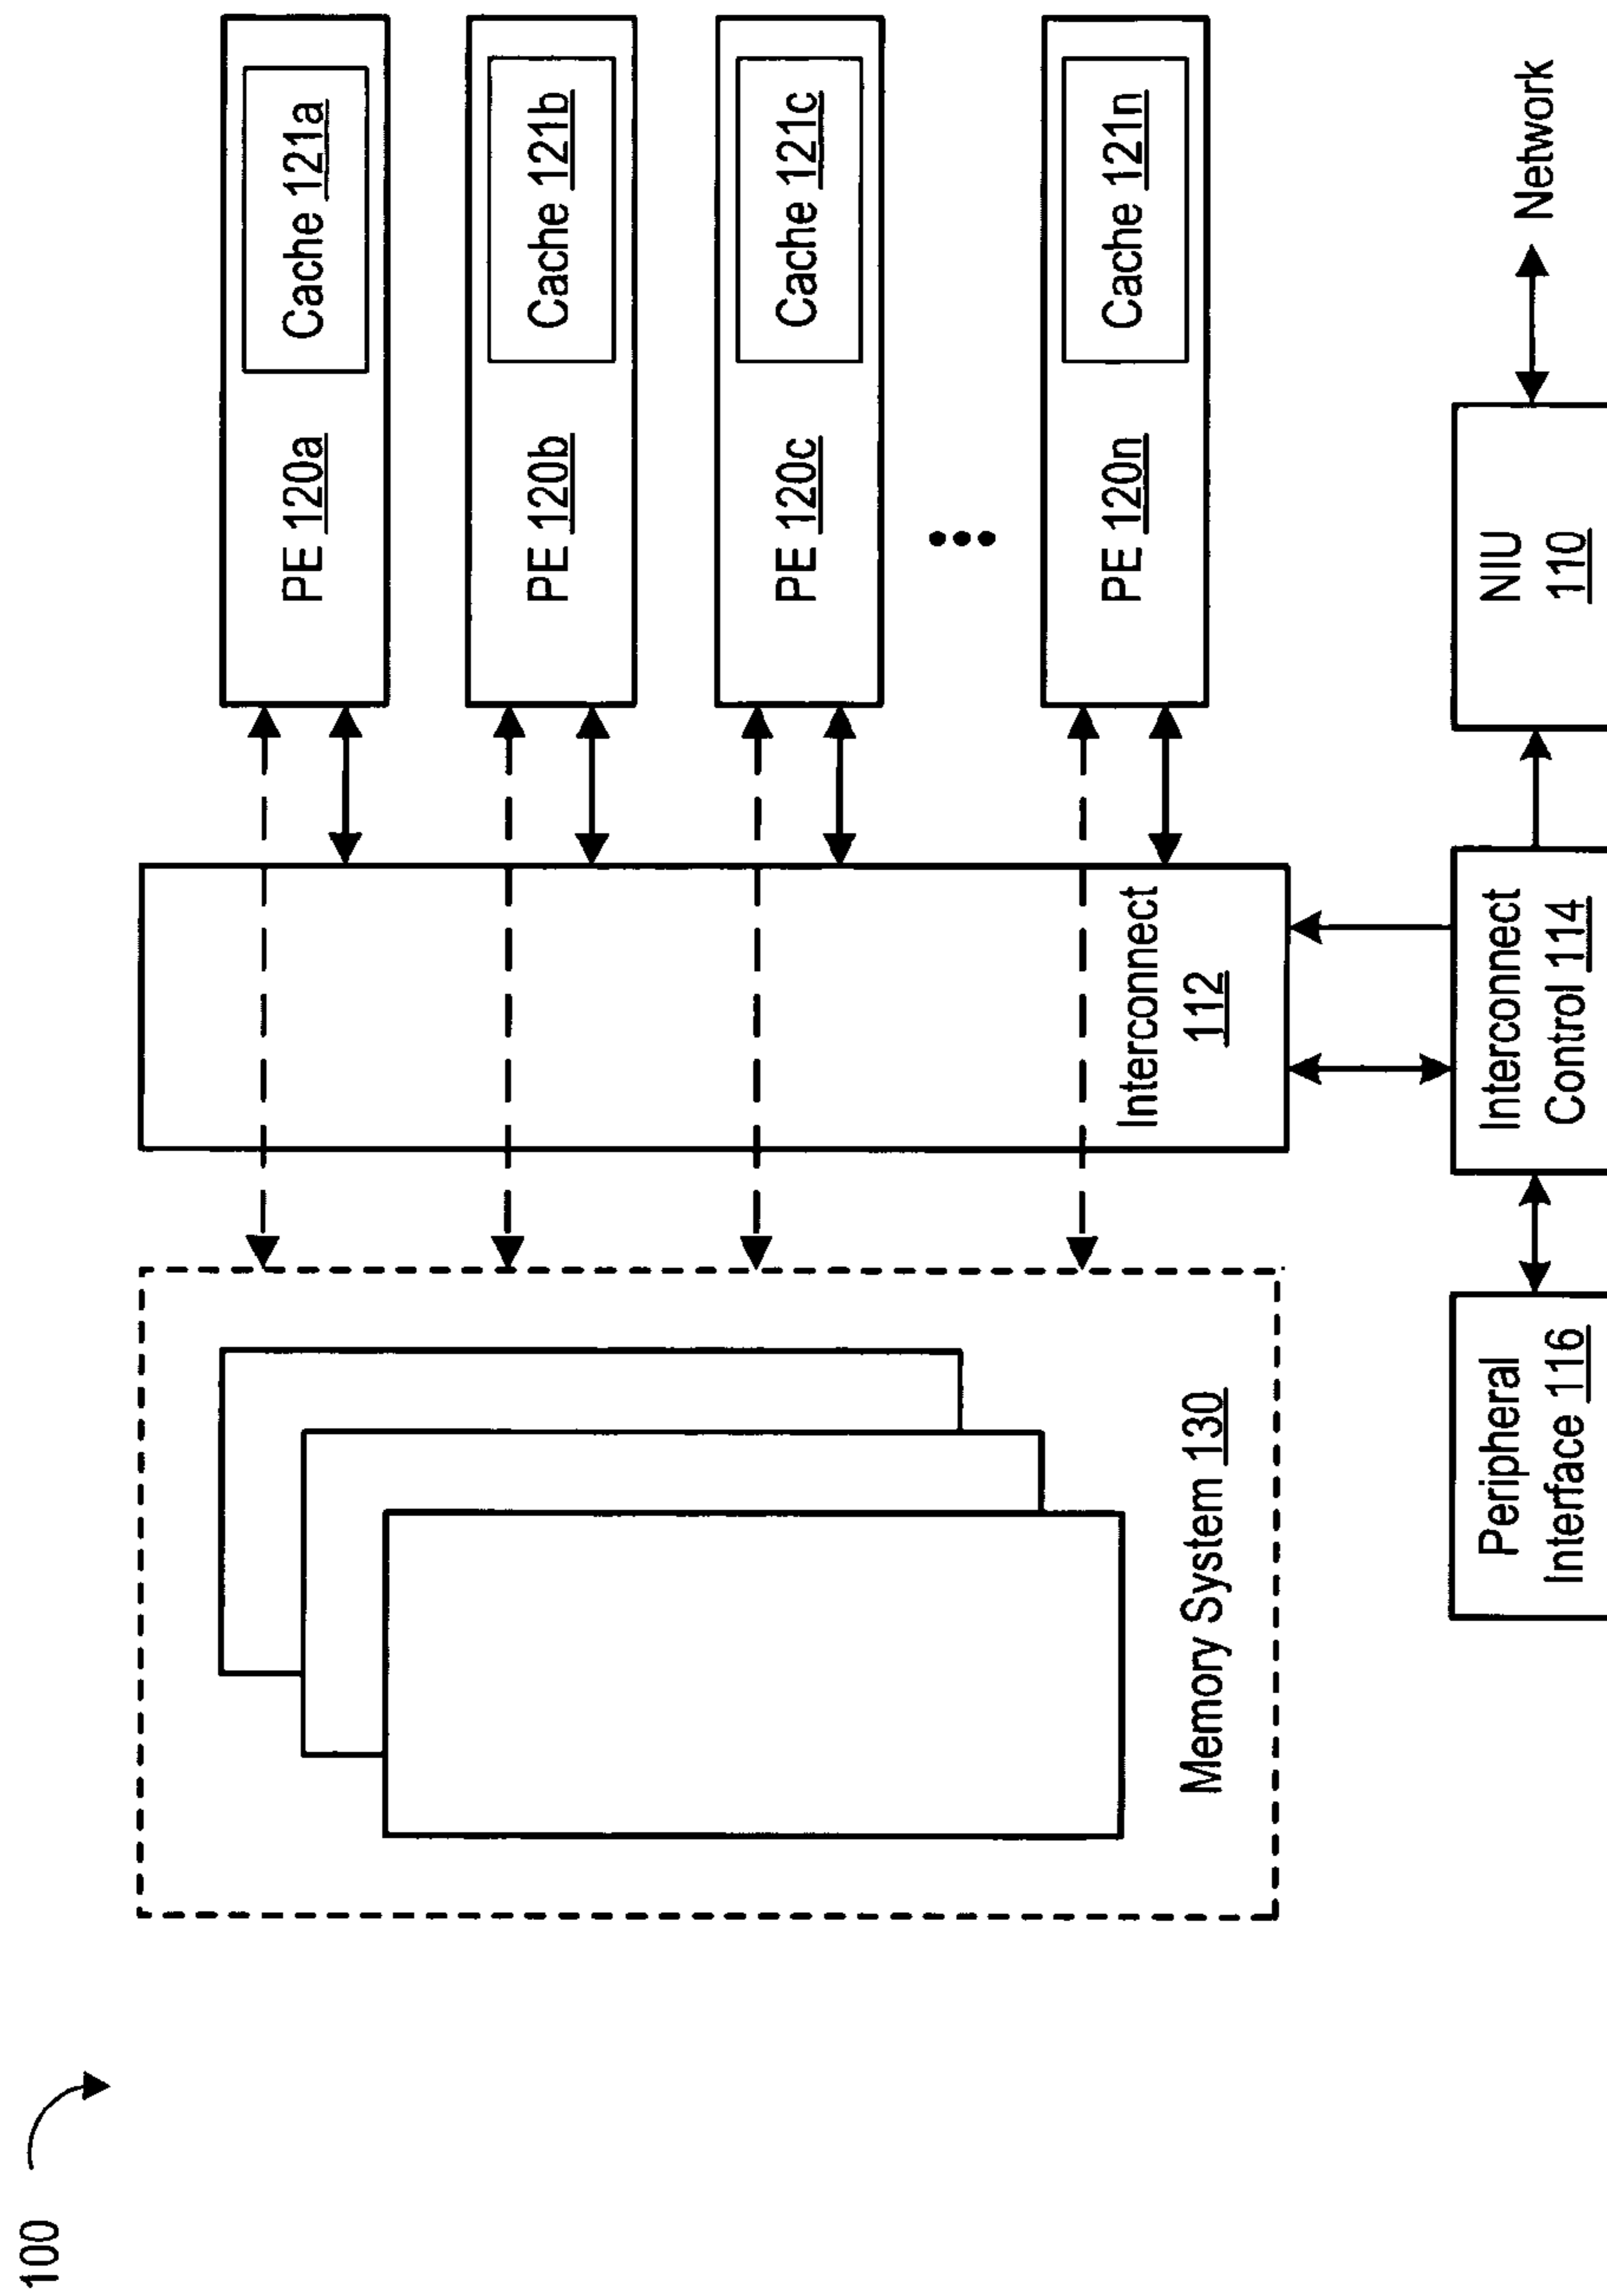 100
Memory System 130
Interconnect
112
PE 120a
Cache 121a
PE 120b
Cache 121b
PE 120c
Cache 121c
PE 120n
Cache 121n
Peripheral
Interface 116
Interconnect
Control 114
NIU
110
Network